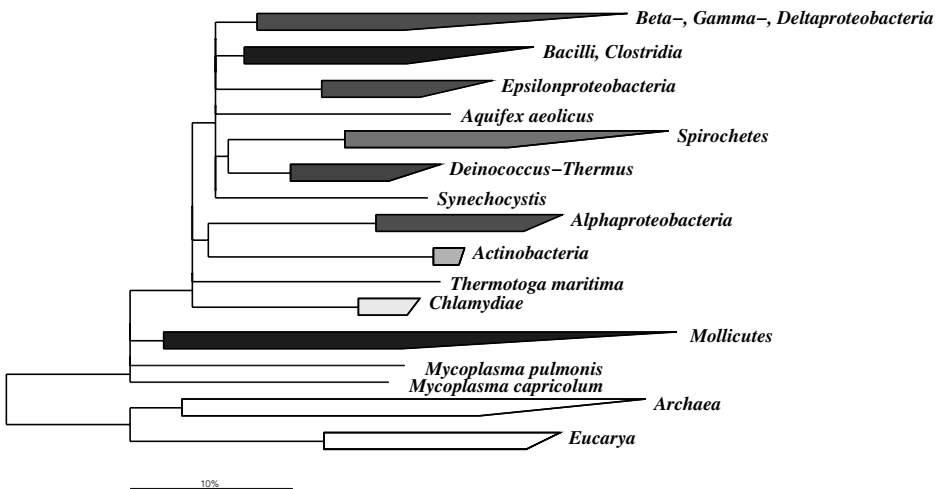 Beta−, Gamma−, Deltaproteobacteria
Bacilli, Clostridia
Epsilonproteobacteria
Aquifex aeolicus
Spirochetes
Deinococcus−Thermus
Synechocystis
Alphaproteobacteria
Actinobacteria
Thermotoga maritima
Chlamydiae
Mollicutes
Mycoplasma pulmonis
Mycoplasma capricolum
Archaea
Eucarya
10%